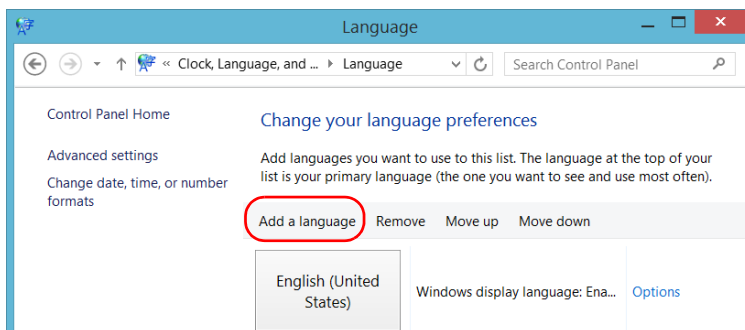 Language
« Clock, Language, and ... Language
Search Control Panel
Control Panel Home
Advanced settings
Change date, time, or number
formats
Change your language preferences
Add languages you want to use to this list. The language at the top of your
list is your primary language (the one you want to see and use most often).
Add a language Remove Move up Move down
English (United
States)
Windows display language: Ena...
Options